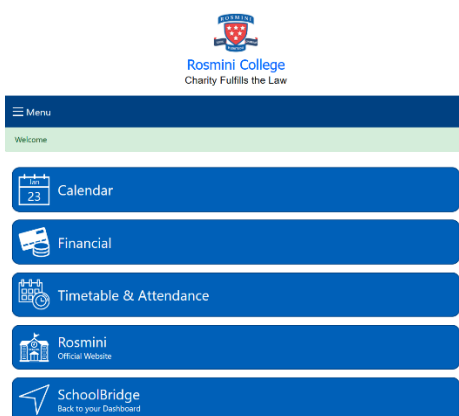 ROSMINI
Rosmini College
Charity Fulfills the Law
Menu
Welcome
Jan
23
Calendar
Financial
Timetable & Attendance
Rosmini
Official Website
SchoolBridge
Back to your Dashboard